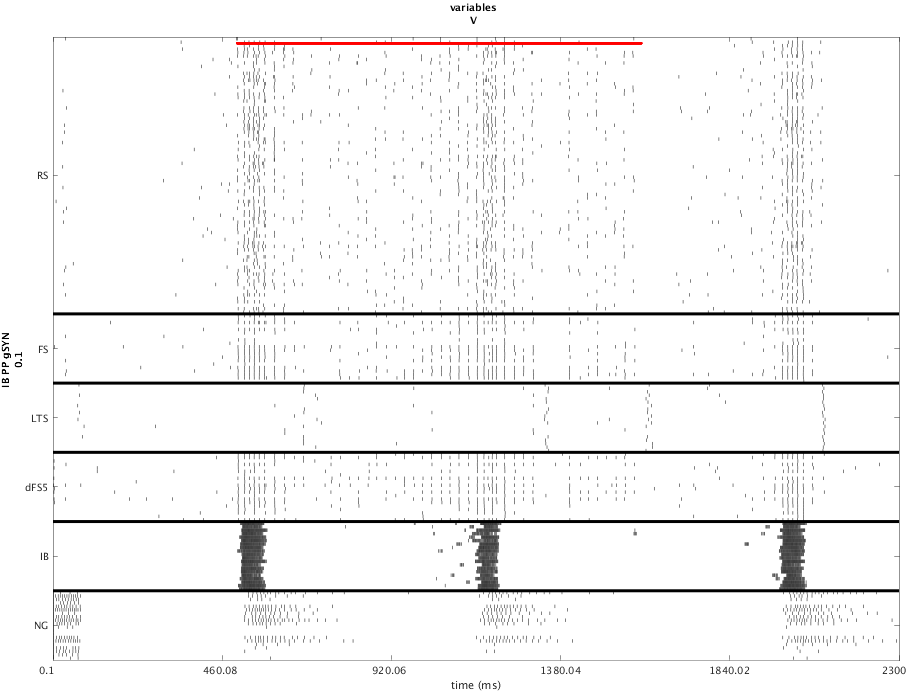 variables
V
IB PP gSYN
0.1
RS
FS
LTS
dFS5
IB
NG
0.1
460.08
920.06
1380.04
1840.02
2300
time (ms)